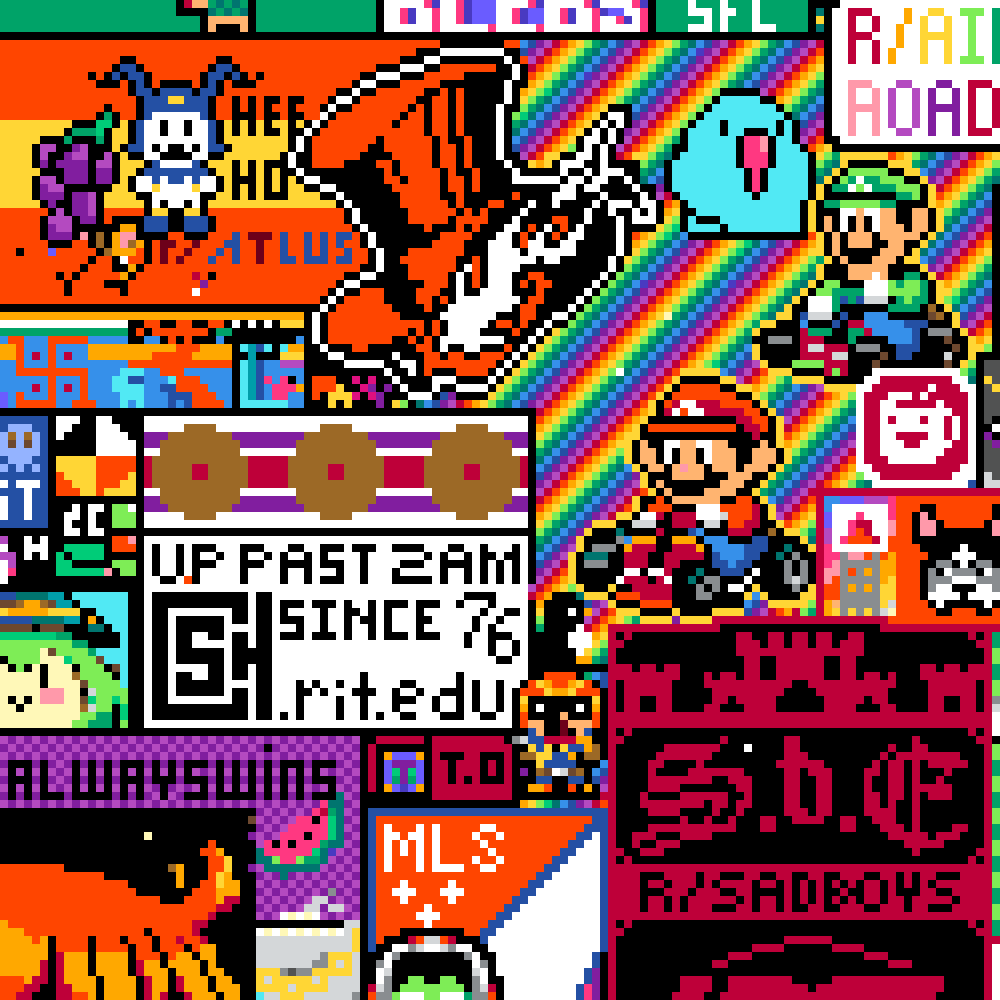 SFL
R/AI
ROAD
HEE
HO
R/ATLUS
IT
UP PAST 2AM
SH SINCE 76
.rit.edu
ALWAYSWINS
T.D
MLS
S.D.C
R/SADBOYS